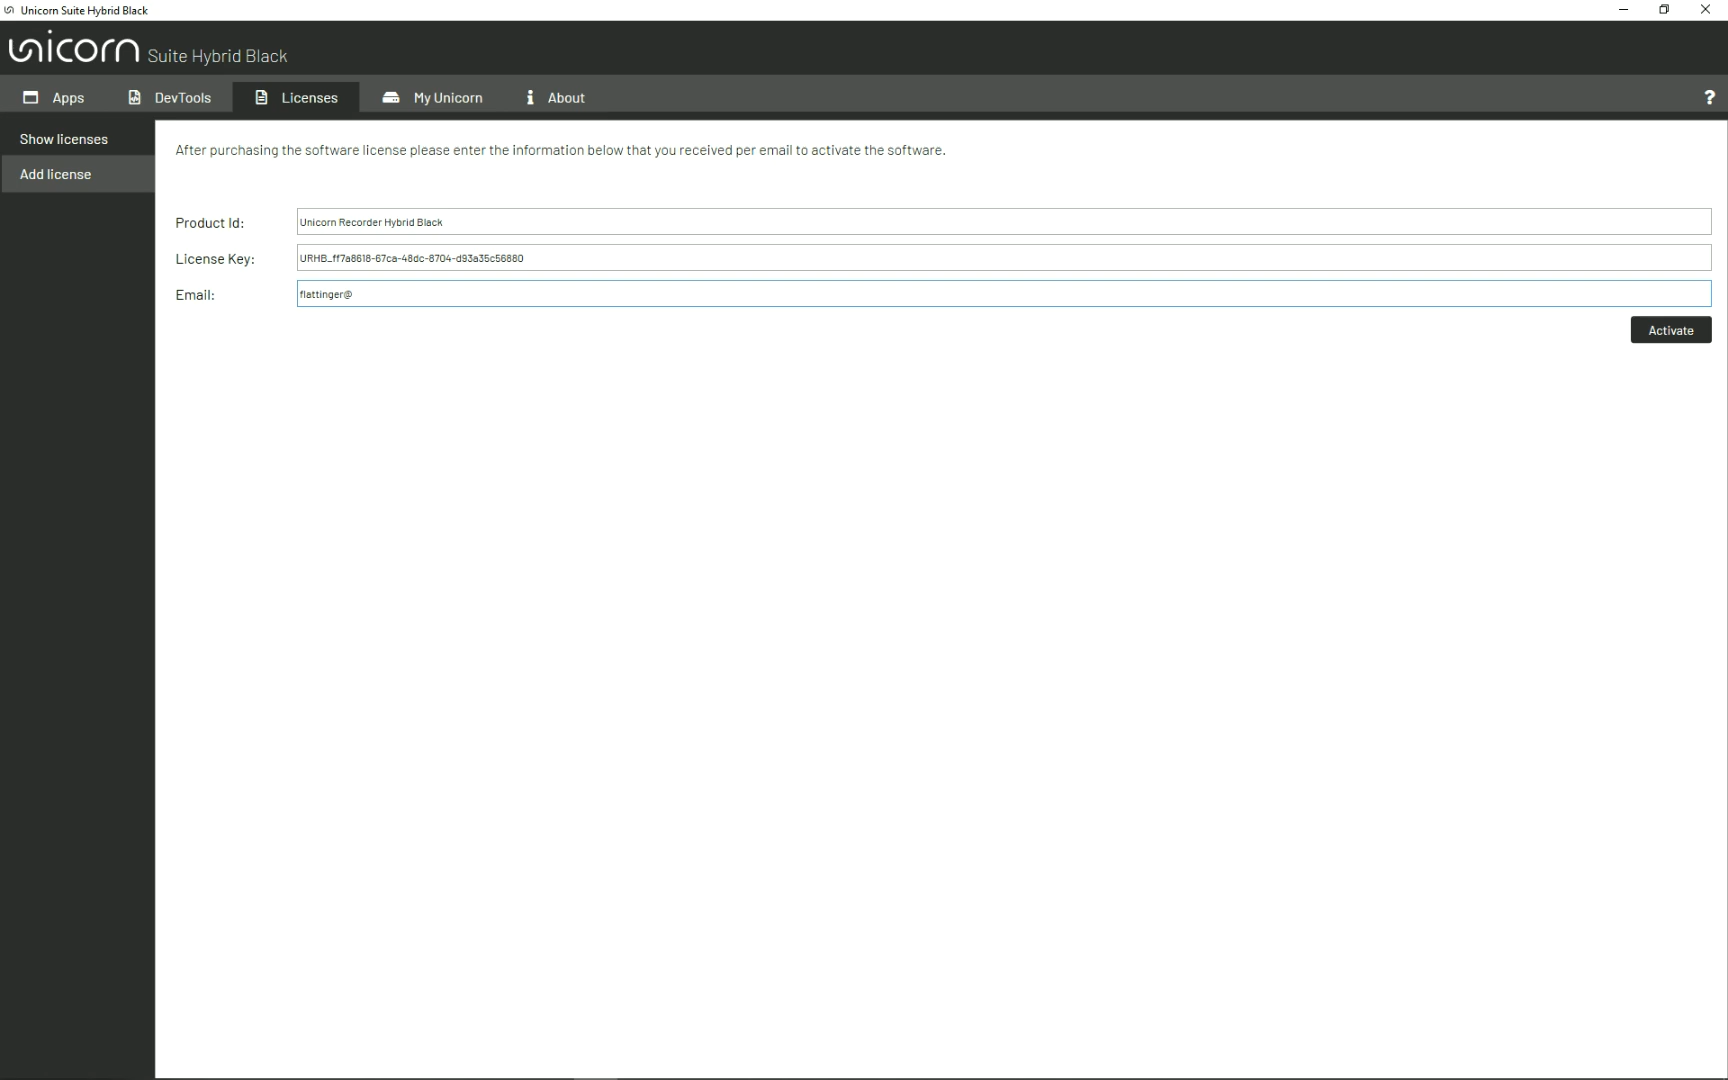 Unicorn Suite Hybrid Black
unicorn Suite Hybrid Black
Apps DevTools Licenses My Unicorn About ?
Show licenses
Add license
After purchasing the software license please enter the information below that you received per email to activate the software.
Product Id: Unicorn Recorder Hybrid Black
License Key: URHB_ff7a8618-67ca-48dc-8704-d93a35c56880
Email: flattinger@
Activate